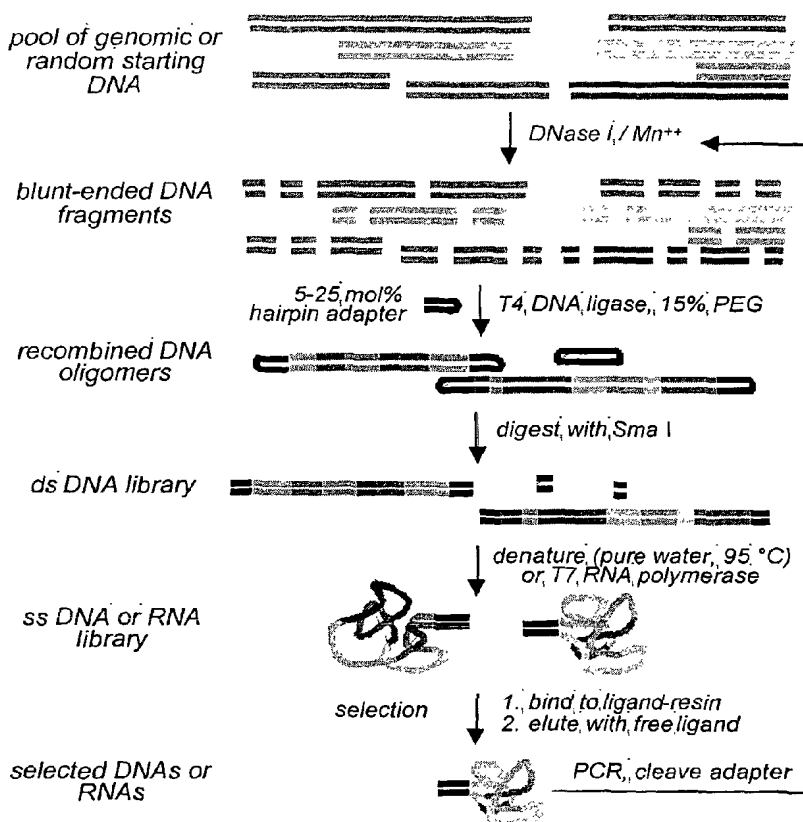 pool of genomic or
random starting
DNA
DNase I / Mn++
blunt-ended DNA
fragments
5-25 mol%
hairpin adapter
T4 DNA ligase, 15% PEG
recombined DNA
oligomers
digest with Sma I
ds DNA library
denature (pure water, 95 °C)
or T7 RNA polymerase
ss DNA or RNA
library
selection
1. bind to ligand-resin
2. elute with free ligand
selected DNAs or
RNAs
PCR, cleave adapter